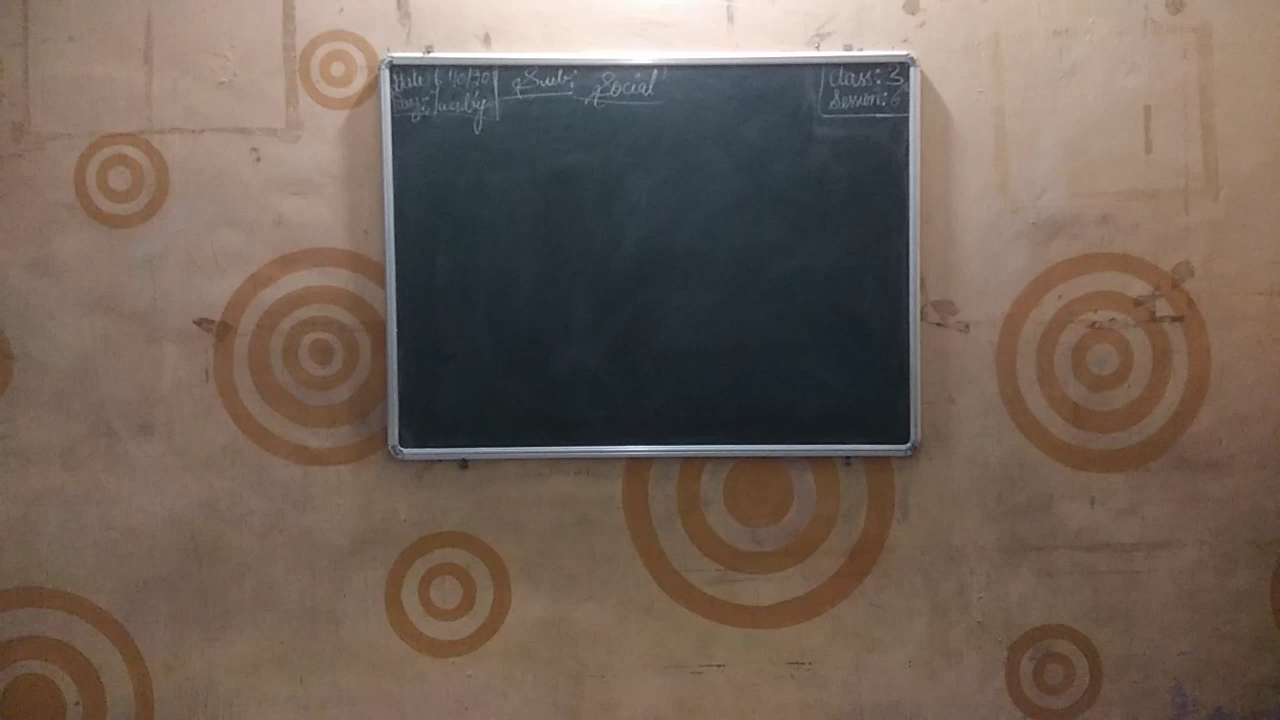 Date 6/10/20
Day: Tuesday
Sub: Social
Class: 3
Session: 6